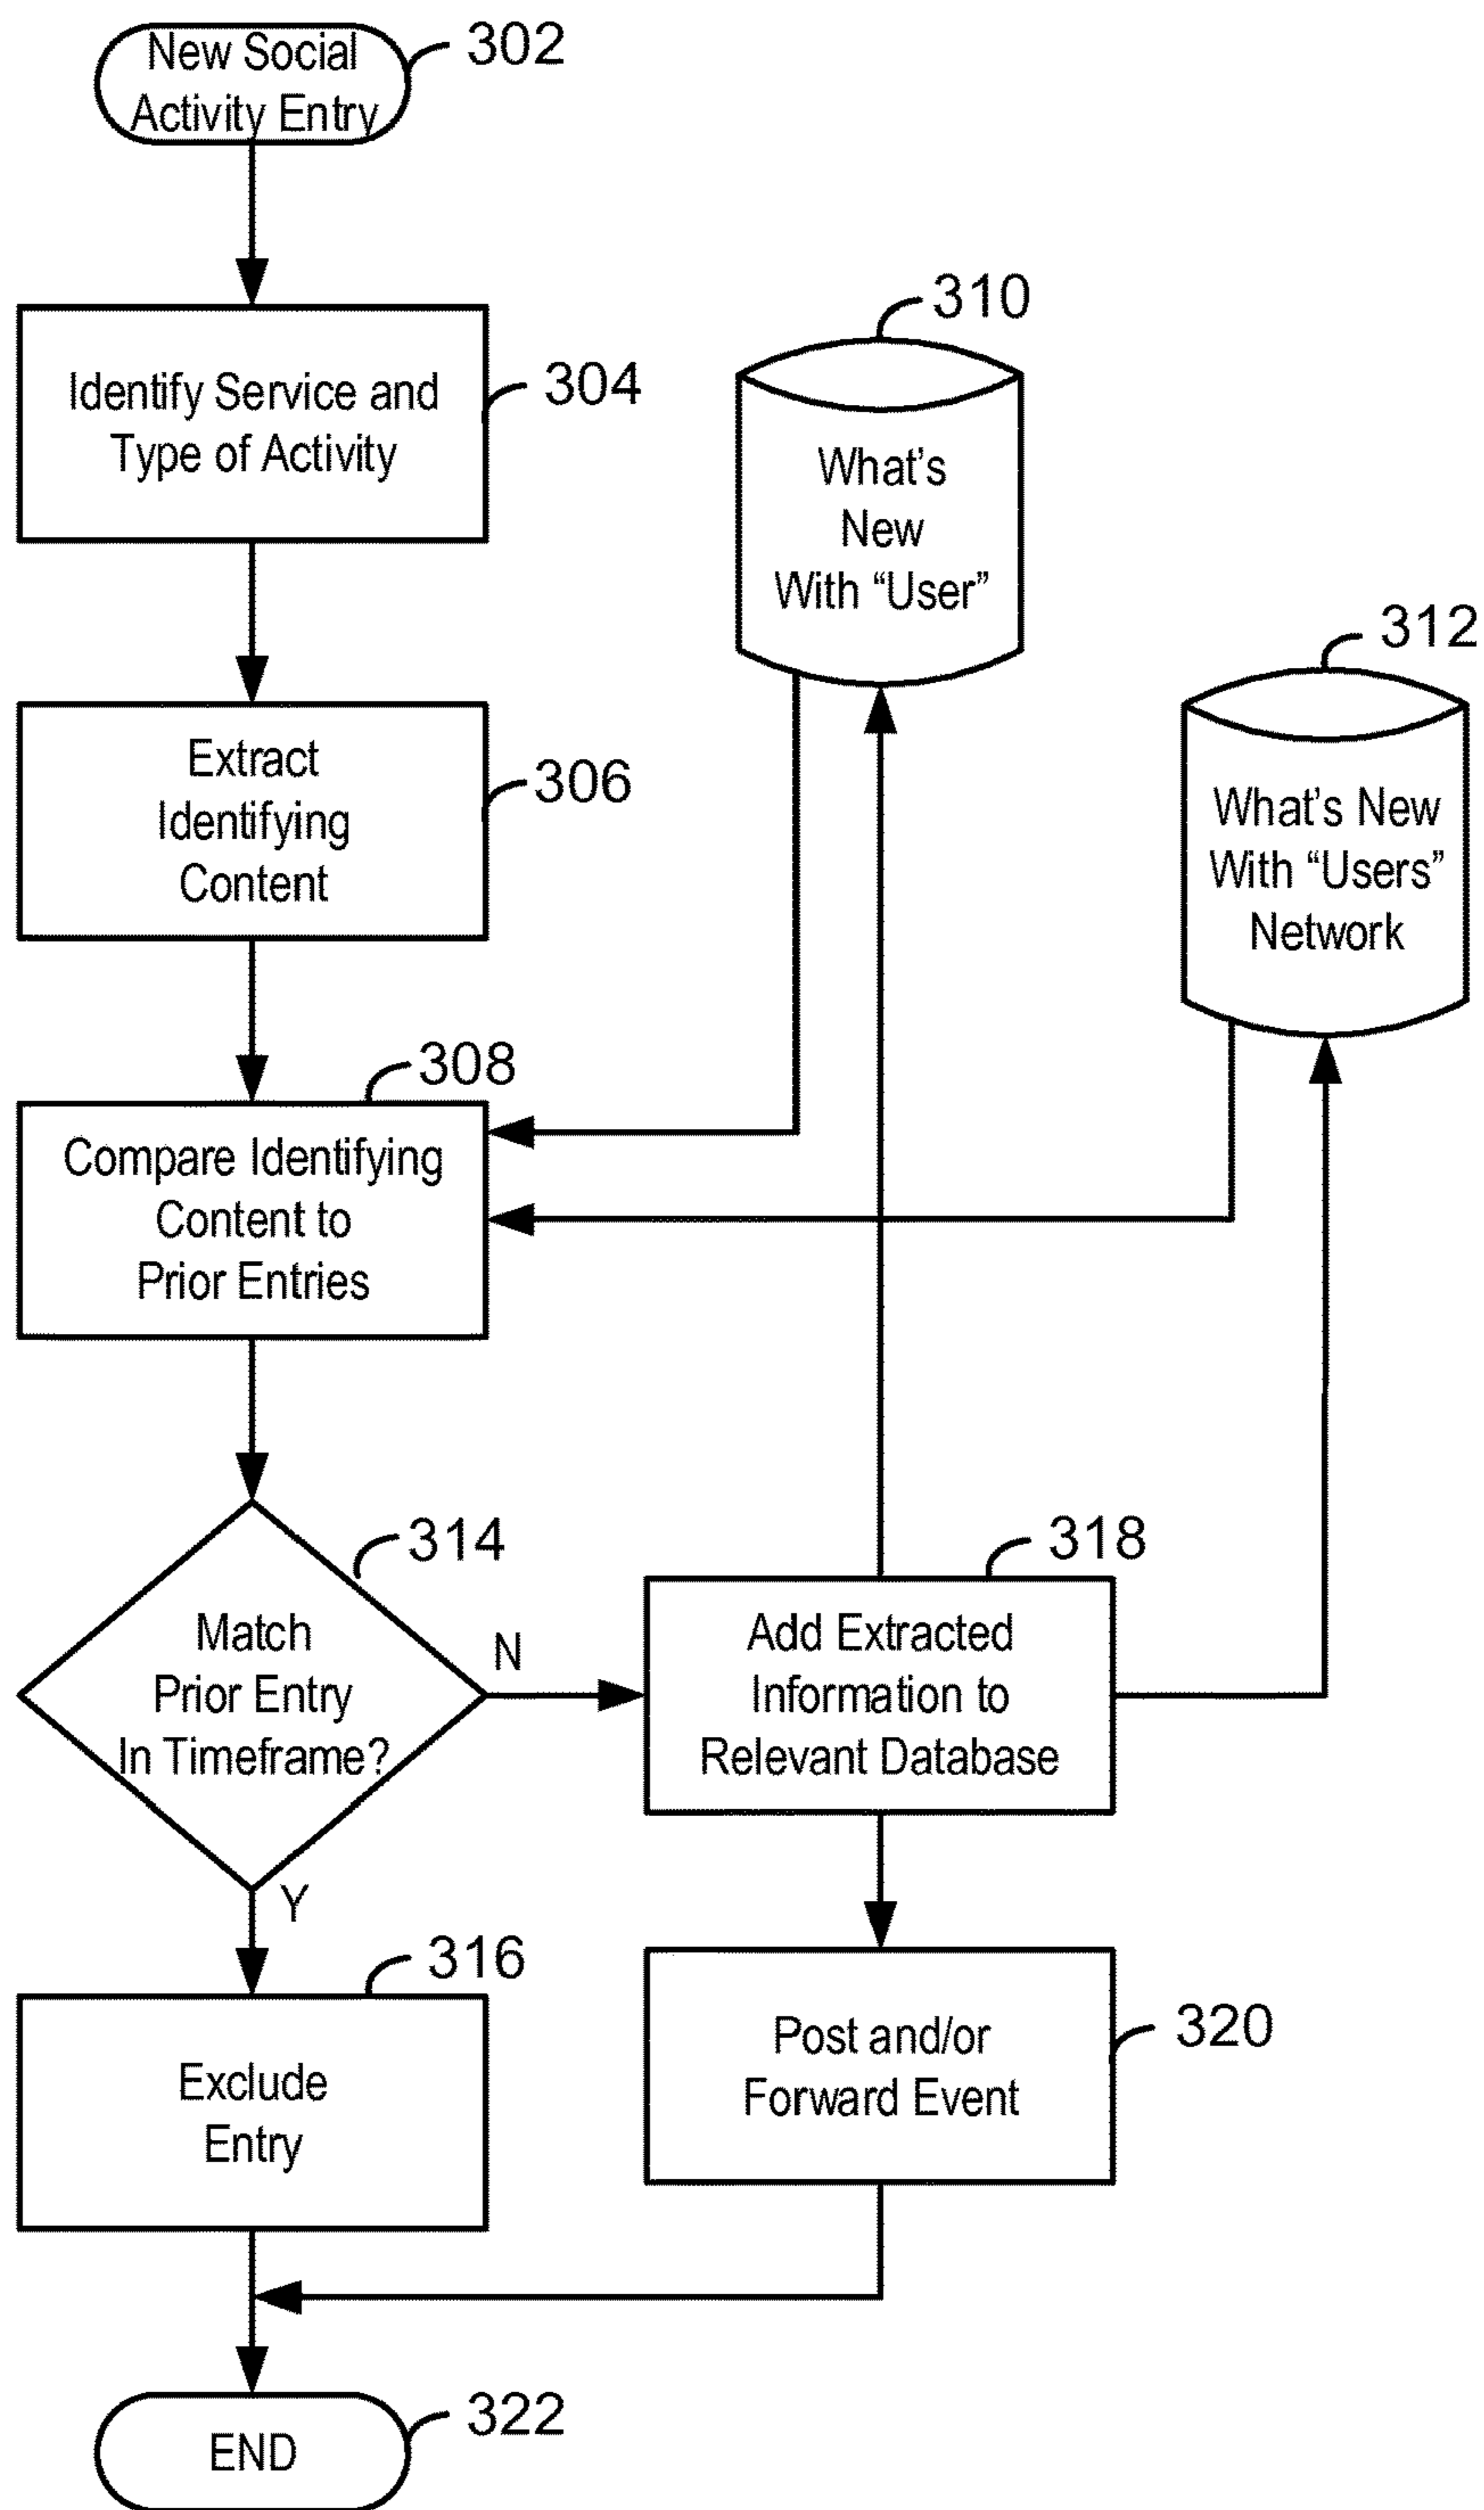 New Social
Activity Entry
302
Identify Service and
Type of Activity
304
310
What's
New
With “User”
Extract
Identifying
Content
306
312
What's New
With “Users”
Network
308
Compare Identifying
Content to
Prior Entries
314
Match
Prior Entry
In Timeframe?
N
Y
318
Add Extracted
Information to
Relevant Database
316
Exclude
Entry
Post and/or
Forward Event
320
END
322